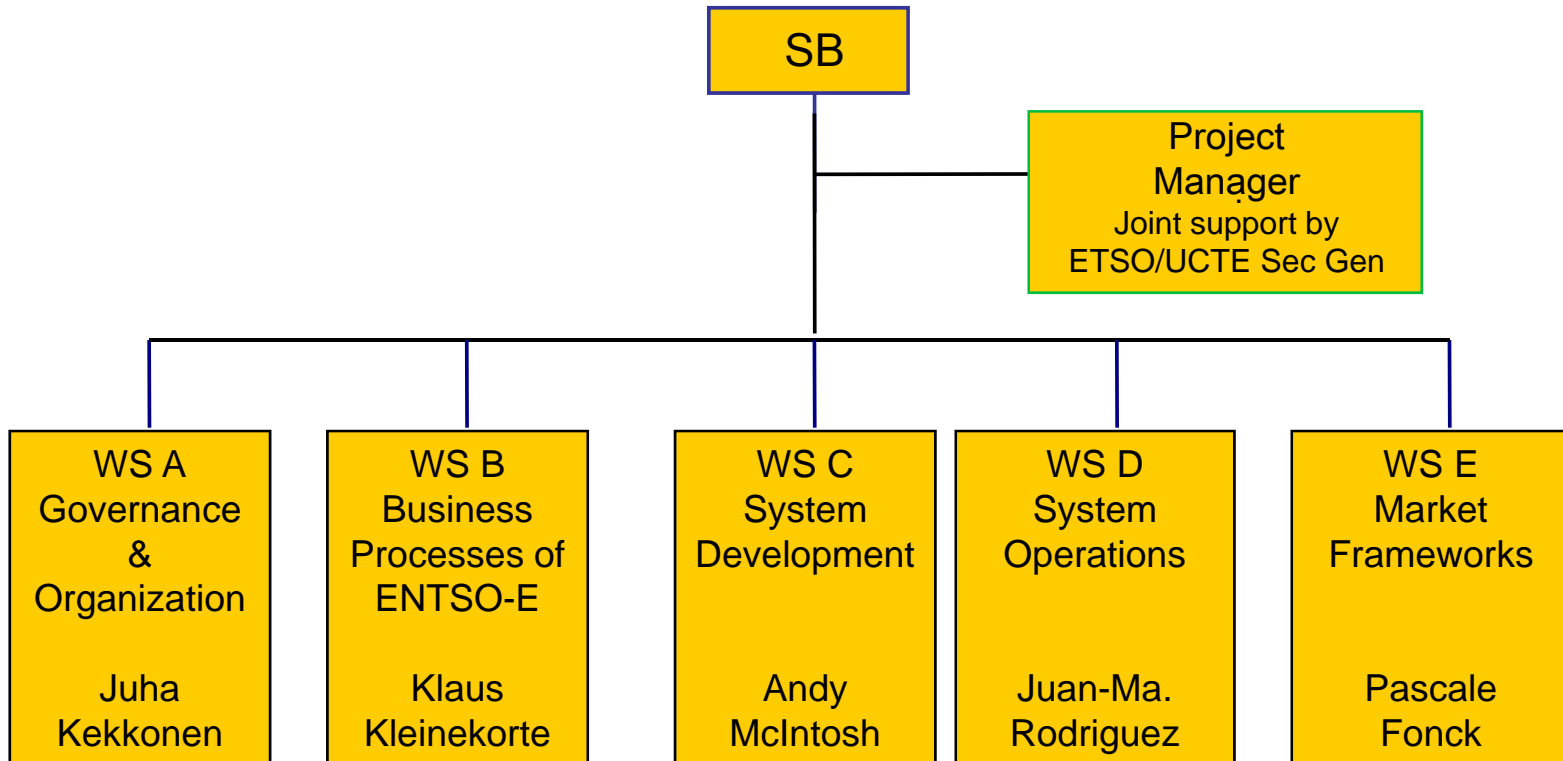 SB
Project
Manager
Joint support by
ETSO/UCTE Sec Gen
WS A
Governance
&
Organization
Juha
Kekkonen
WS B
Business
Processes of
ENTSO-E
Klaus
Kleinekorte
WS C
System
Development
Andy
McIntosh
WS D
System
Operations
Juan-Ma.
Rodriguez
WS E
Market
Frameworks
Pascale
Fonck